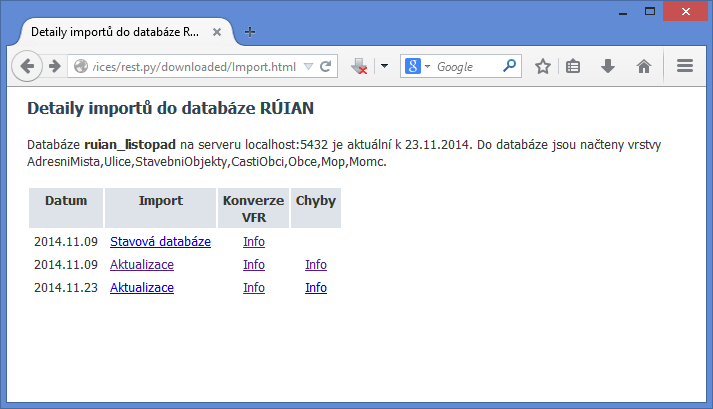 Detaily importů do databáze R...
vices/rest.py/downloaded/Import.html
Google
Detaily importů do databáze RÚIAN
Databáze ruian_listopad na serveru localhost:5432 je aktuální k 23.11.2014. Do databáze jsou načteny vrstvy
AdresniMista,Ulice,StavebniObjekty,CastiObci,Obce,Mop,Momc.
Datum Import Konverze VFR Chyby
2014.11.09 Stavová databáze Info
2014.11.09 Aktualizace Info Info
2014.11.23 Aktualizace Info Info